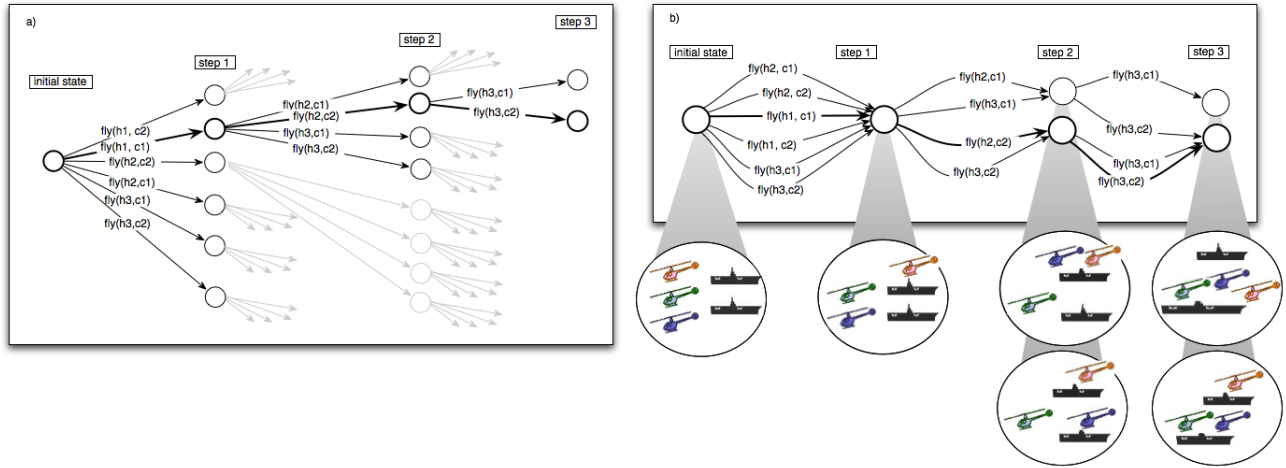 a)
step 3
step 2
step 1
initial state
fly(h1, c2)
fly(h1, c1)
fly(h2,c2)
fly(h2,c1)
fly(h3,c1)
fly(h3,c2)
fly(h2,c1)
fly(h2,c2)
fly(h3,c1)
fly(h3,c2)
fly(h3,c1)
fly(h3,c2)
b)
initial state
step 1
step 2
step 3
fly(h2, c1)
fly(h2, c2)
fly(h1, c1)
fly(h1, c2)
fly(h3,c1)
fly(h3,c2)
fly(h2,c1)
fly(h3,c1)
fly(h2,c2)
fly(h3,c2)
fly(h3,c1)
fly(h3,c2)
fly(h3,c1)
fly(h3,c2)